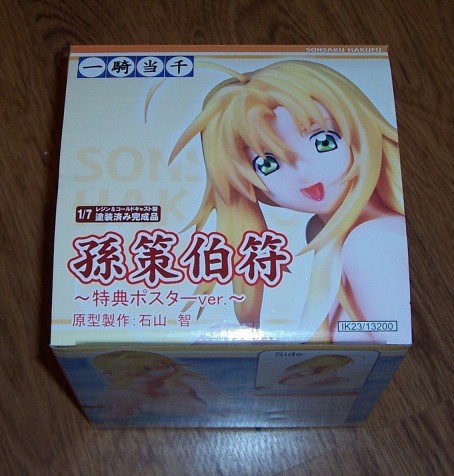 SONSAKU HAKUFU
一騎当千
SONS
HAK
1/7 レジン&コールドキャスト製
塗装済み完成品
孫策伯符
～特典ポスターver.～
原型製作:石山 智
IK23/13200
Side